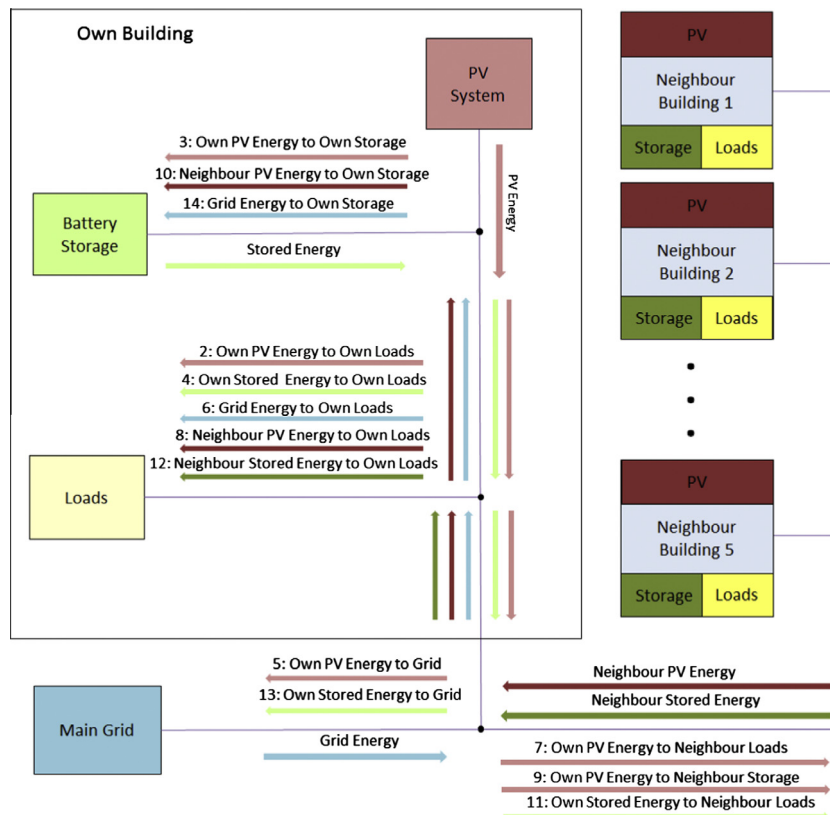 Own Building
PV
System
3: Own PV Energy to Own Storage
10: Neighbour PV Energy to Own Storage
14: Grid Energy to Own Storage
Battery
Storage
Stored Energy
PV Energy
2: Own PV Energy to Own Loads
4: Own Stored Energy to Own Loads
6: Grid Energy to Own Loads
8: Neighbour PV Energy to Own Loads
12: Neighbour Stored Energy to Own Loads
Loads
PV
Neighbour
Building 1
Storage
Loads
PV
Neighbour
Building 2
Storage
Loads
PV
Neighbour
Building 5
Storage
Loads
5: Own PV Energy to Grid
13: Own Stored Energy to Grid
Main Grid
Grid Energy
Neighbour PV Energy
Neighbour Stored Energy
7: Own PV Energy to Neighbour Loads
9: Own PV Energy to Neighbour Storage
11: Own Stored Energy to Neighbour Loads